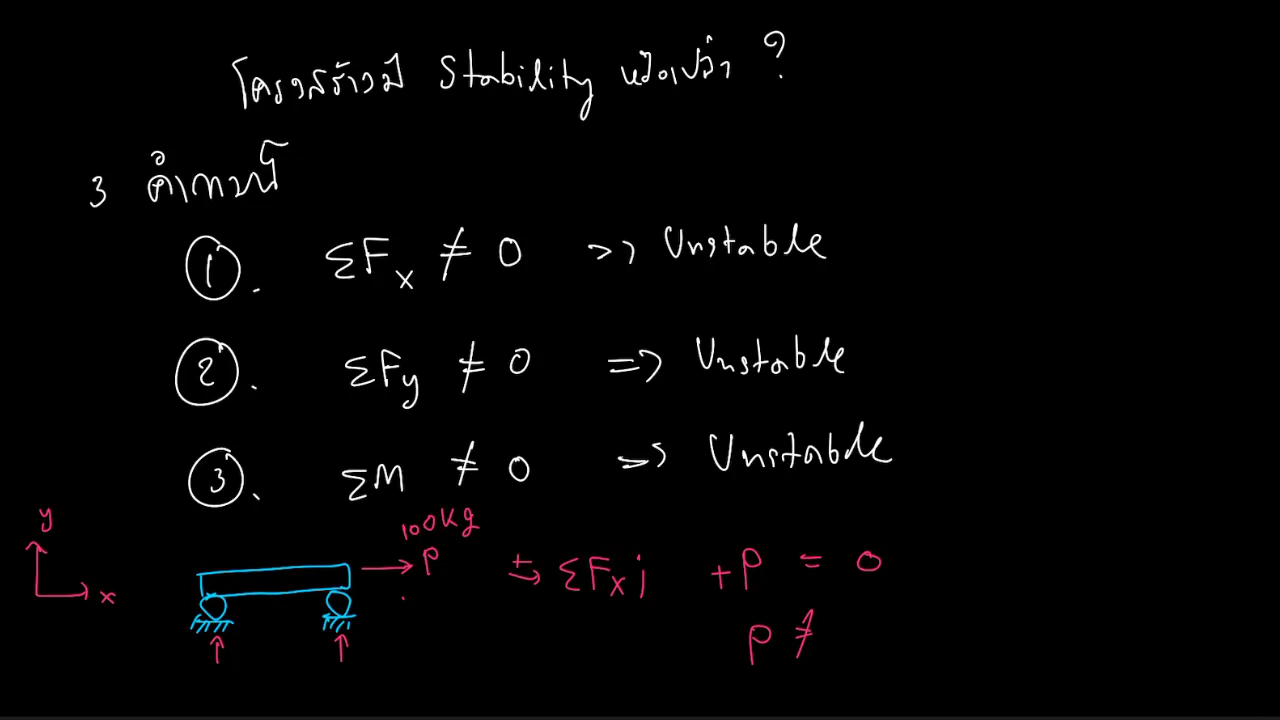 โครงสร้างมี Stability หรือเปล่า ?
3 คำถามนี้
1. ΣFx ≠ 0 >> Unstable
2. ΣFy ≠ 0 => Unstable
3. ΣM ≠ 0 => Unstable
y
x
100Kg
P
+→ ΣFx ; +P = 0
P ≠